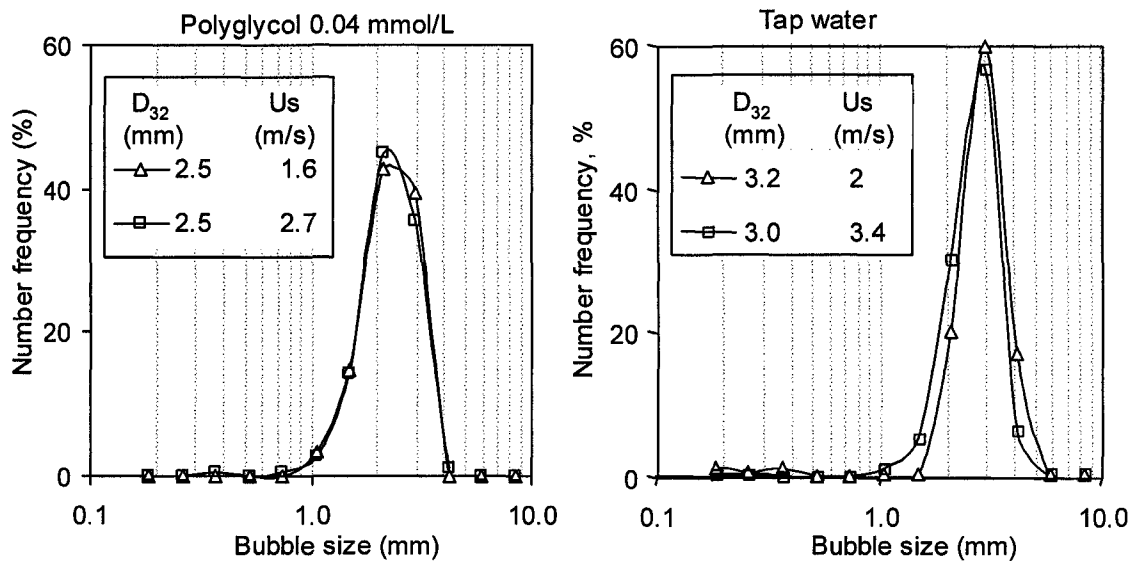 Polyglycol 0.04 mmol/L
60
40
20
0
Number frequency (%)
D32 Us
(mm) (m/s)
2.5 1.6
2.5 2.7
0.1 1.0 10.0
Bubble size (mm)
Tap water
60
40
20
0
Number frequency, %
D32 Us
(mm) (m/s)
3.2 2
3.0 3.4
0.1 1.0 10.0
Bubble size (mm)